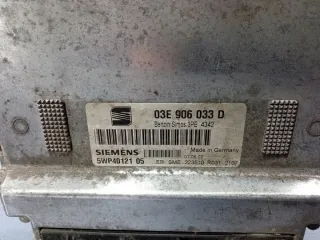 03E 906 033 D
Benzin Simos 3PE 4342
SIEMENS
Made in Germany
5WP40121 05